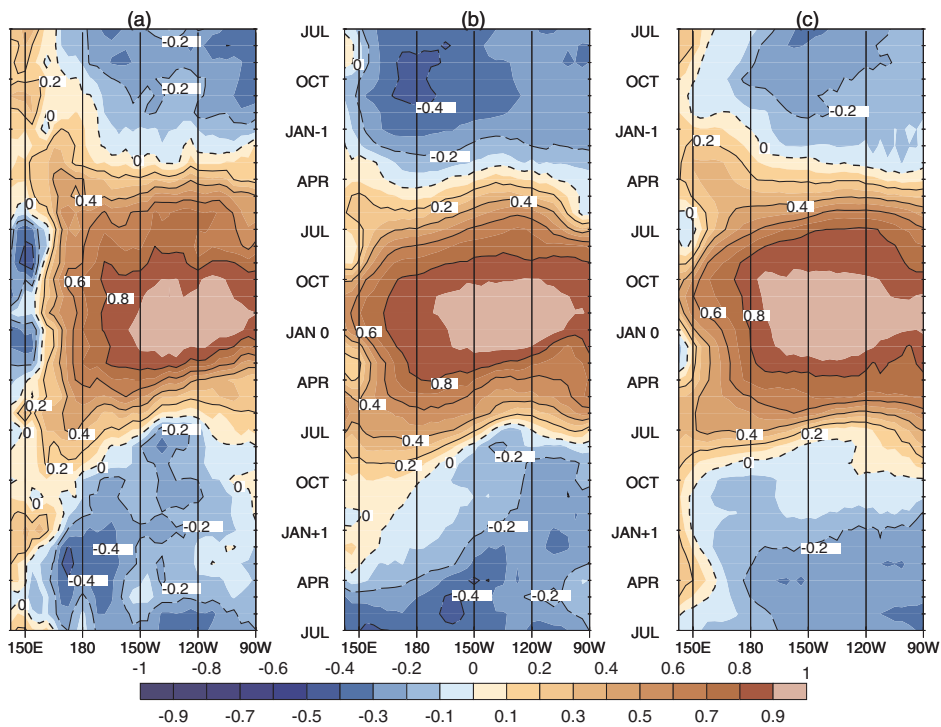 (a) (b) (c)
JUL JUL
-0.2
0.2 0 0.2
OCT OCT
-0.2 -0.4 -0.2
0 0
JAN-1 JAN-1
0 -0.2 0
0.2
APR APR
0.4 0.2 0.4 0.4
0
JUL JUL
0.6 OCT OCT
0.8 0.6 0.8
JAN 0 JAN 0
APR 0.8 APR
0.2 0.4
0 0.4 -0.2 JUL 0.4 0.2 JUL
0.2 0 0.2 0 -0.2 0
0 0 OCT OCT
-0.2 0 -0.2
JAN+1 JAN+1
-0.4 -0.2
-0.4 APR APR
0 -0.2 -0.4 -0.2
JUL JUL
150E 180 150W 120W 90W 150E 180 150W 120W 90W 150E 180 150W 120W 90W
-1 -0.8 -0.6 -0.4 -0.2 0 0.2 0.4 0.6 0.8 1
-0.9 -0.7 -0.5 -0.3 -0.1 0.1 0.3 0.5 0.7 0.9